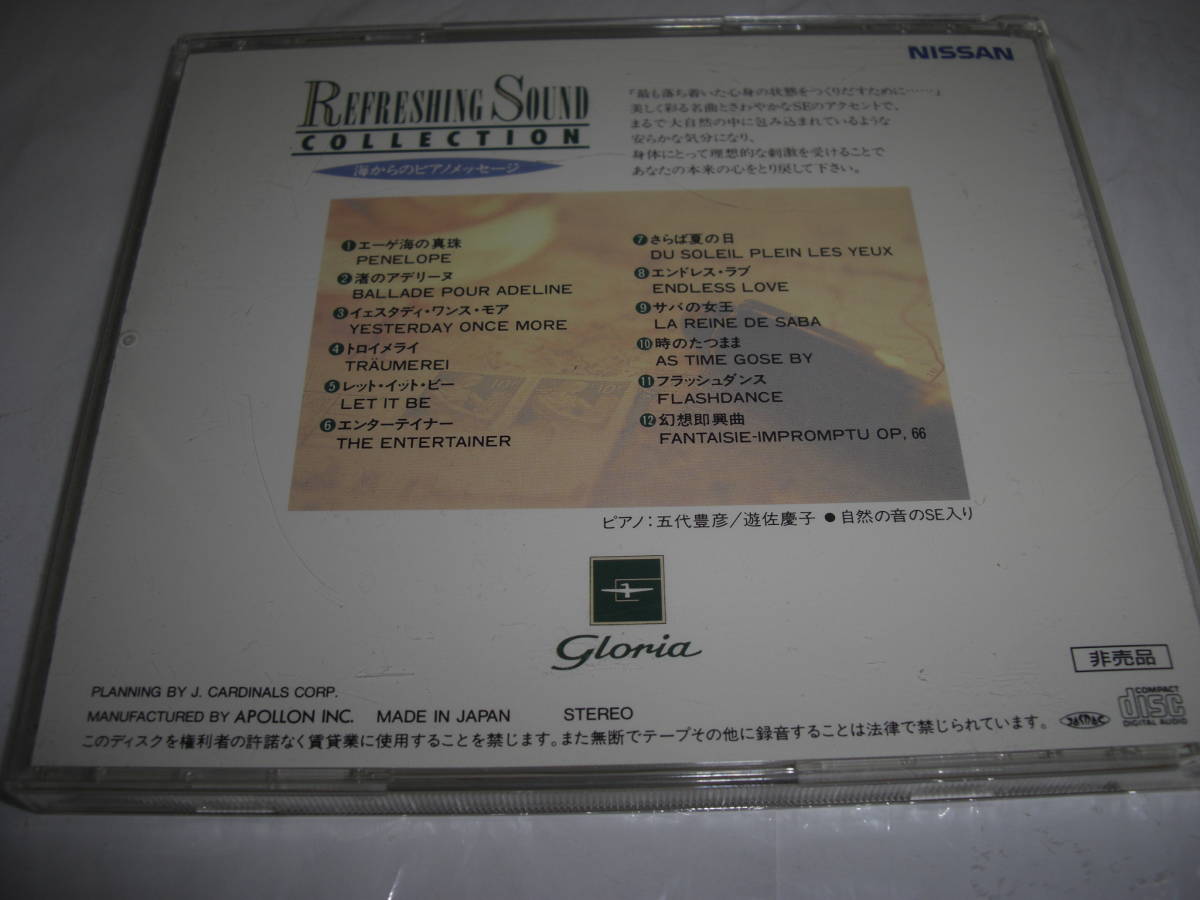 NISSAN
REFRESHING SOUND
COLLECTION
海からのピアノメッセージ
「最も落ち着いた心身の状態をつくりだすために……」
美しく彩る名曲とさわやかなSEのアクセントで、
まるで大自然の中に包み込まれているような
安らかな気分になり、
身体にとって理想的な刺激を受けることで
あなたの本来の心をとり戻して下さい。
❶エーゲ海の真珠
PENELOPE
❷渚のアデリーヌ
BALLADE POUR ADELINE
❸イェスタディ・ワンス・モア
YESTERDAY ONCE MORE
❹トロイメライ
TRÄUMEREI
❺レット・イット・ビー
LET IT BE
❻エンターテイナー
THE ENTERTAINER
❼さらば夏の日
DU SOLEIL PLEIN LES YEUX
❽エンドレス・ラブ
ENDLESS LOVE
❾サバの女王
LA REINE DE SABA
❿時のたつまま
AS TIME GOSE BY
⓫フラッシュダンス
FLASHDANCE
⓬幻想即興曲
FANTAISIE-IMPROMPTU OP, 66
ピアノ：五代豊彦/遊佐慶子 ●自然の音のSE入り
Gloria
非売品
PLANNING BY J. CARDINALS CORP.
MANUFACTURED BY APOLLON INC. MADE IN JAPAN STEREO
COMPACT
disc
DIGITAL AUDIO
このディスクを権利者の許諾なく賃貸業に使用することを禁じます。また無断でテープその他に録音することは法律で禁じられています。 JASRAC